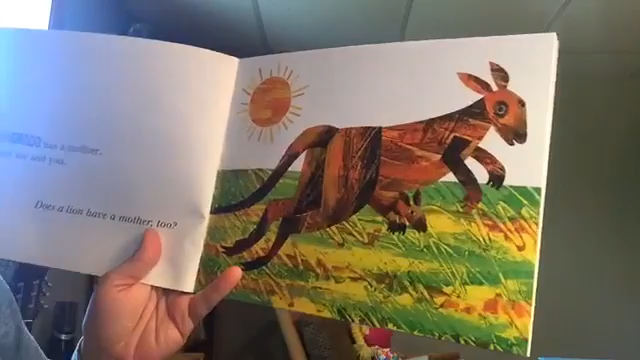 has a mother.
me and you.
Does a lion have a mother, too?